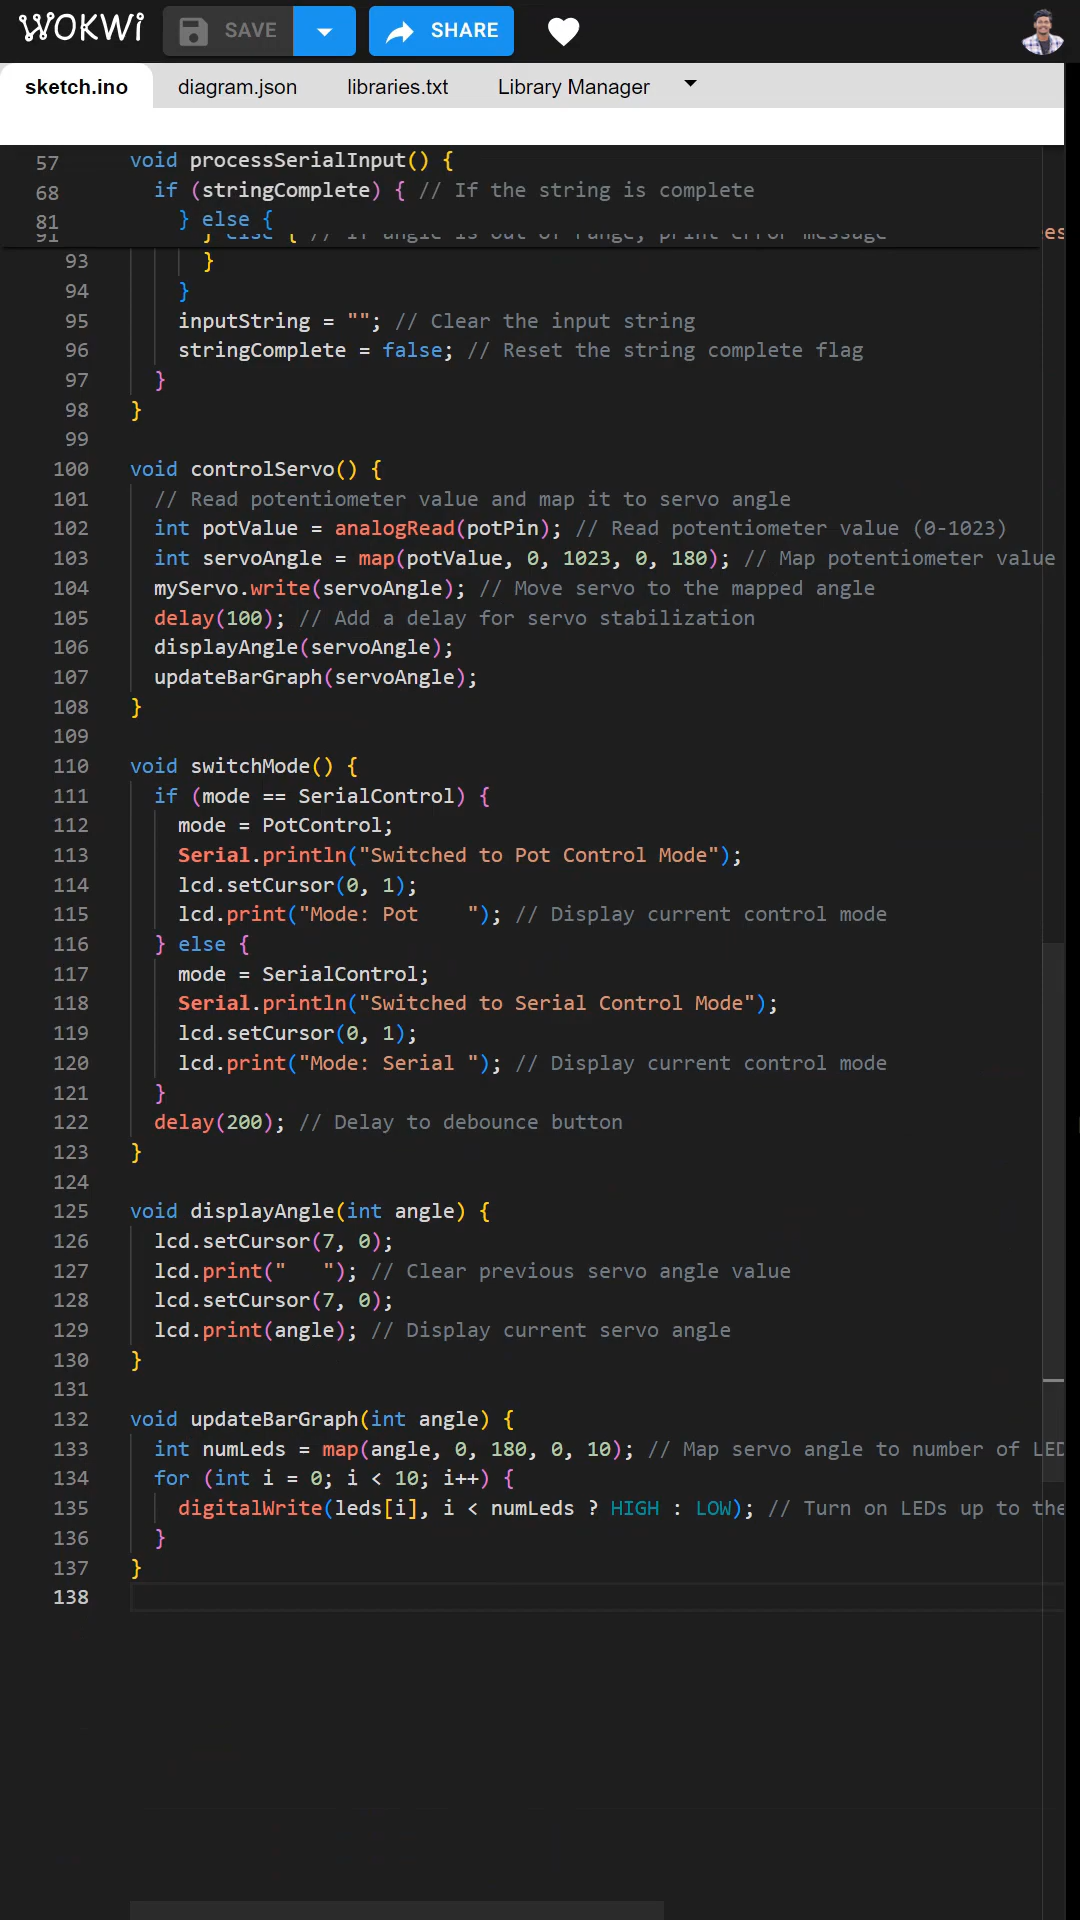 WOKWi SAVE SHARE
sketch.ino diagram.json libraries.txt Library Manager
57 void processSerialInput() {
68 if (stringComplete) { // If the string is complete
81 } else {
91 } else { // If angle is out of range, print error message
93 }
94 }
95 inputString = ""; // Clear the input string
96 stringComplete = false; // Reset the string complete flag
97 }
98 }
99
100 void controlServo() {
101 // Read potentiometer value and map it to servo angle
102 int potValue = analogRead(potPin); // Read potentiometer value (0-1023)
103 int servoAngle = map(potValue, 0, 1023, 0, 180); // Map potentiometer value
104 myServo.write(servoAngle); // Move servo to the mapped angle
105 delay(100); // Add a delay for servo stabilization
106 displayAngle(servoAngle);
107 updateBarGraph(servoAngle);
108 }
109
110 void switchMode() {
111 if (mode == SerialControl) {
112 mode = PotControl;
113 Serial.println("Switched to Pot Control Mode");
114 lcd.setCursor(0, 1);
115 lcd.print("Mode: Pot    "); // Display current control mode
116 } else {
117 mode = SerialControl;
118 Serial.println("Switched to Serial Control Mode");
119 lcd.setCursor(0, 1);
120 lcd.print("Mode: Serial "); // Display current control mode
121 }
122 delay(200); // Delay to debounce button
123 }
124
125 void displayAngle(int angle) {
126 lcd.setCursor(7, 0);
127 lcd.print("   "); // Clear previous servo angle value
128 lcd.setCursor(7, 0);
129 lcd.print(angle); // Display current servo angle
130 }
131
132 void updateBarGraph(int angle) {
133 int numLeds = map(angle, 0, 180, 0, 10); // Map servo angle to number of LED
134 for (int i = 0; i < 10; i++) {
135 digitalWrite(leds[i], i < numLeds ? HIGH : LOW); // Turn on LEDs up to the
136 }
137 }
138